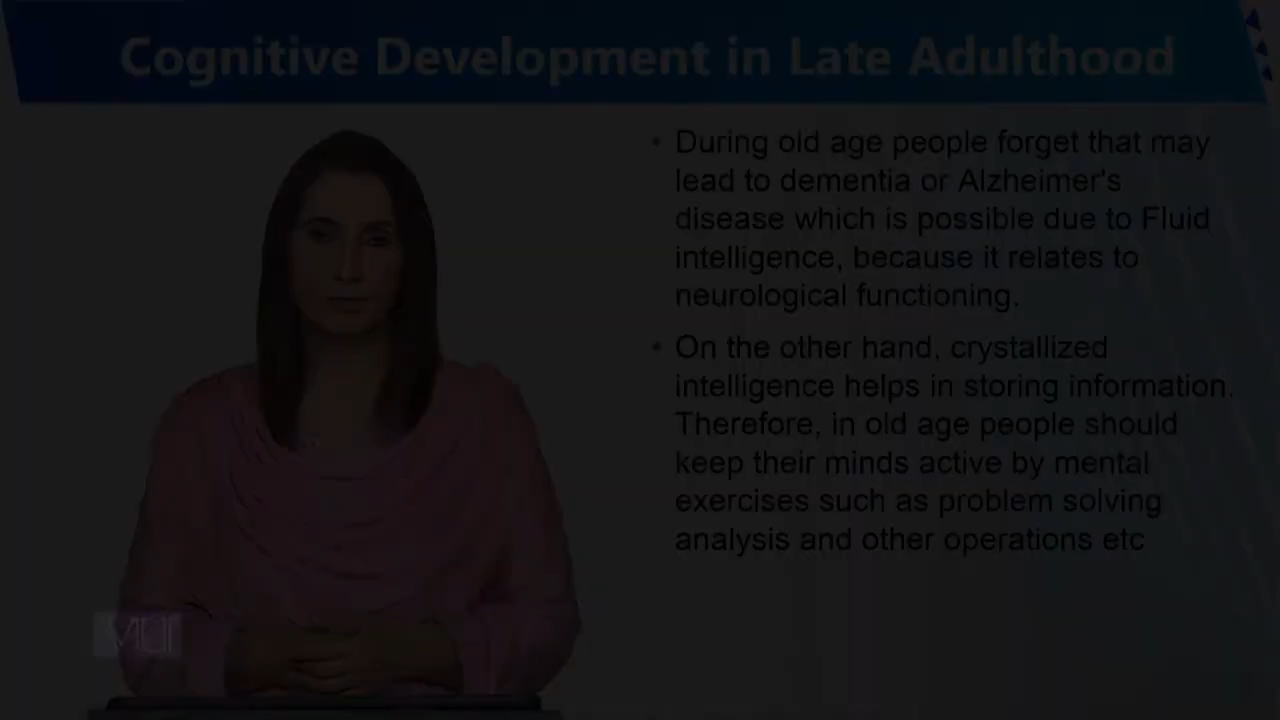 Cognitive Development in Late Adulthood
• During old age people forget that may
lead to dementia or Alzheimer's
disease which is possible due to Fluid
intelligence, because it relates to
neurological functioning.
• On the other hand, crystallized
intelligence helps in storing information.
Therefore, in old age people should
keep their minds active by mental
exercises such as problem solving
analysis and other operations etc